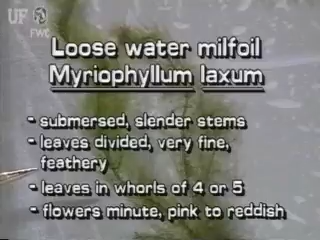 UF
FWC
Loose water milfoil
Myriophyllum laxum
- submersed, slender stems
- leaves divided, very fine,
feathery
- leaves in whorls of 4 or 5
- flowers minute, pink to reddish